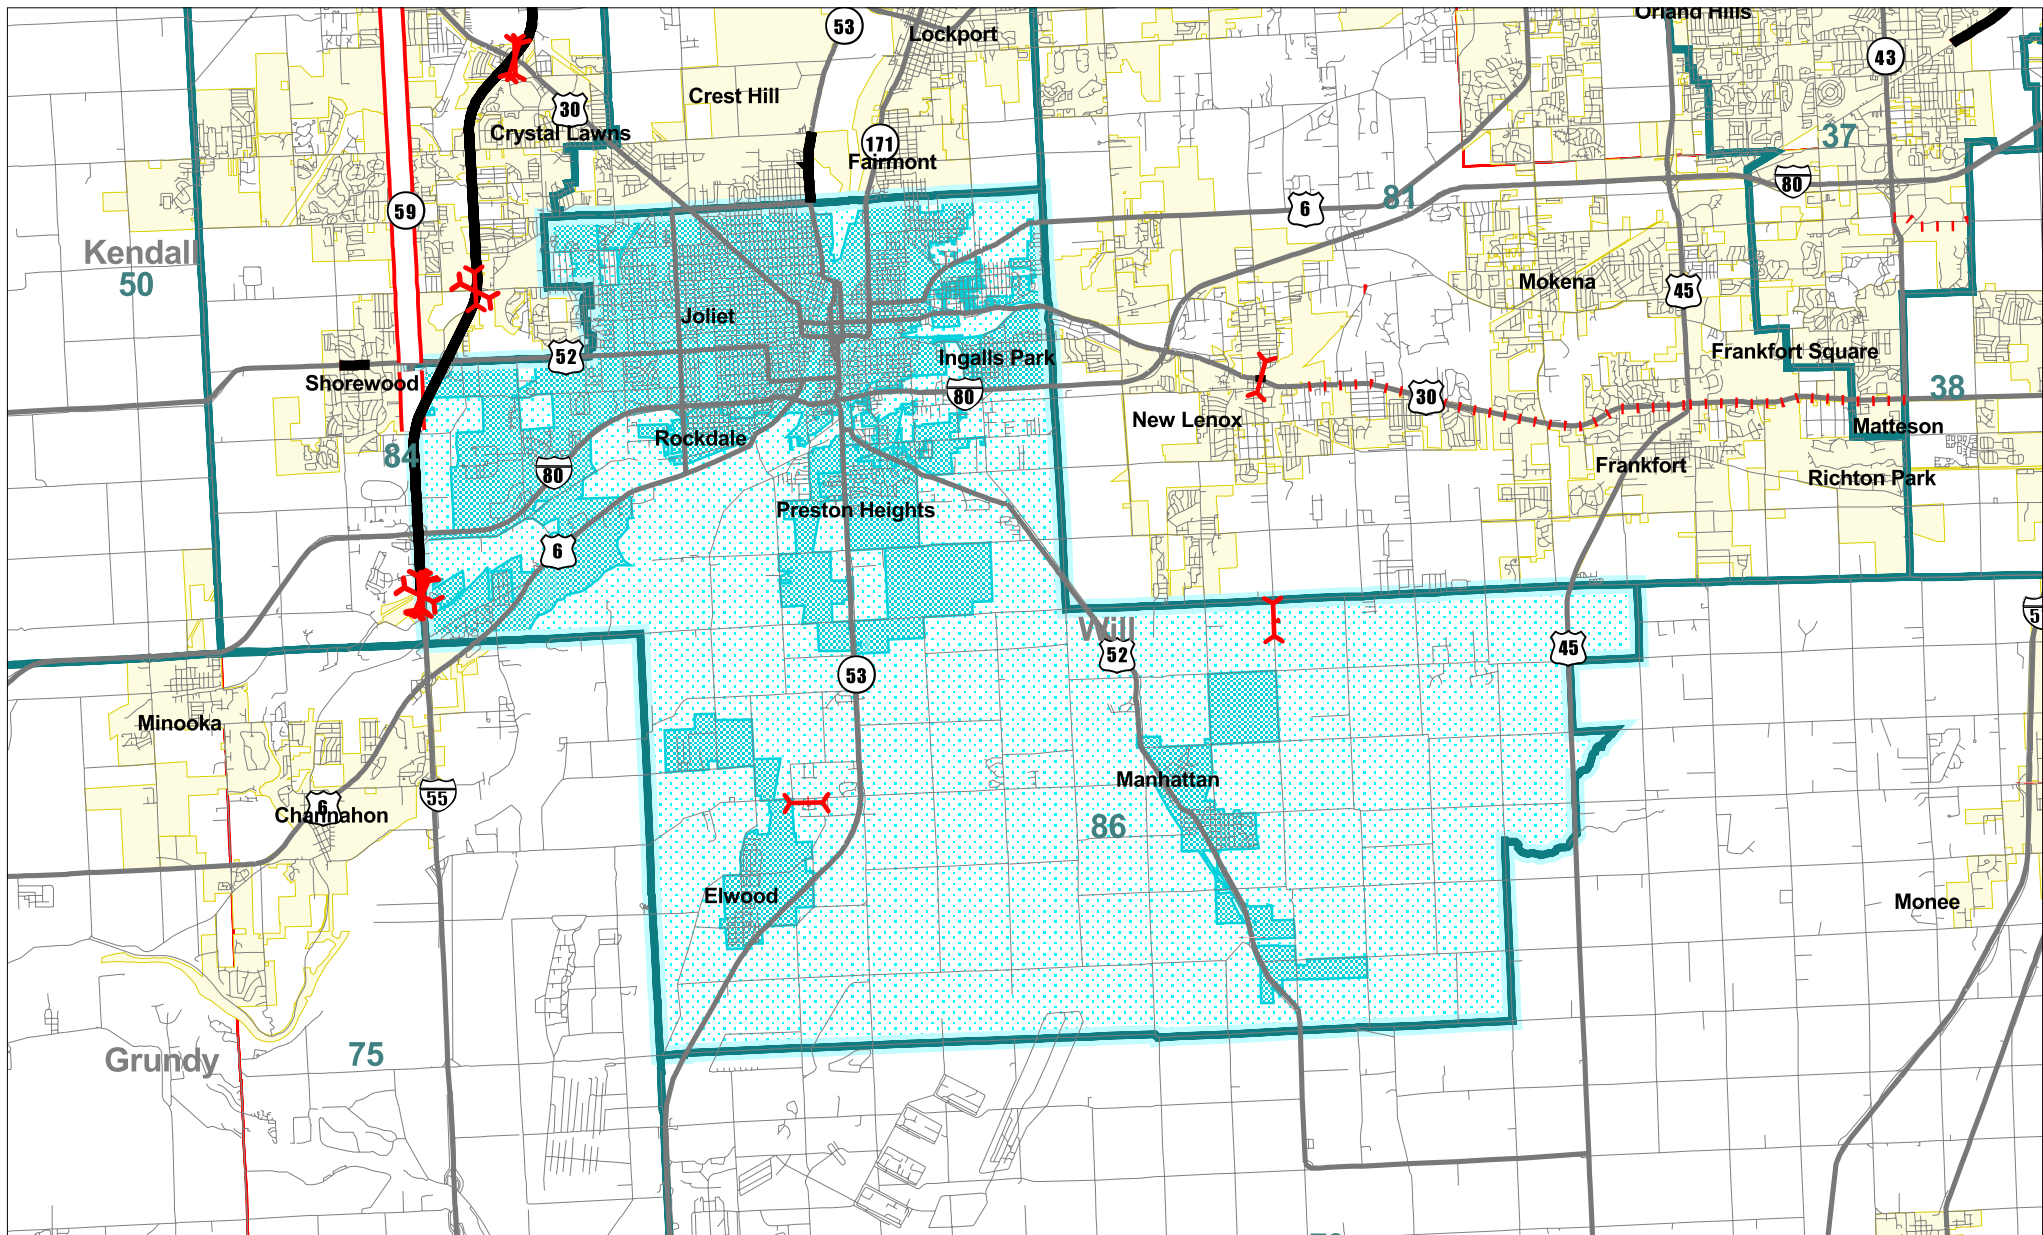 Orland Hills
53
Lockport
43
Crest Hill
30
Crystal Lawns
37
171
Fairmont
80
81
6
59
Kendall
50
Mokena
45
Joliet
52
Ingalls Park
Frankfort Square
Shorewood
80
30
38
New Lenox
Matteson
Rockdale
84
Frankfort
80
Richton Park
Preston Heights
6
Will
52
45
53
Minooka
Manhattan
55
6
Channahon
86
Elwood
Monee
75
Grundy